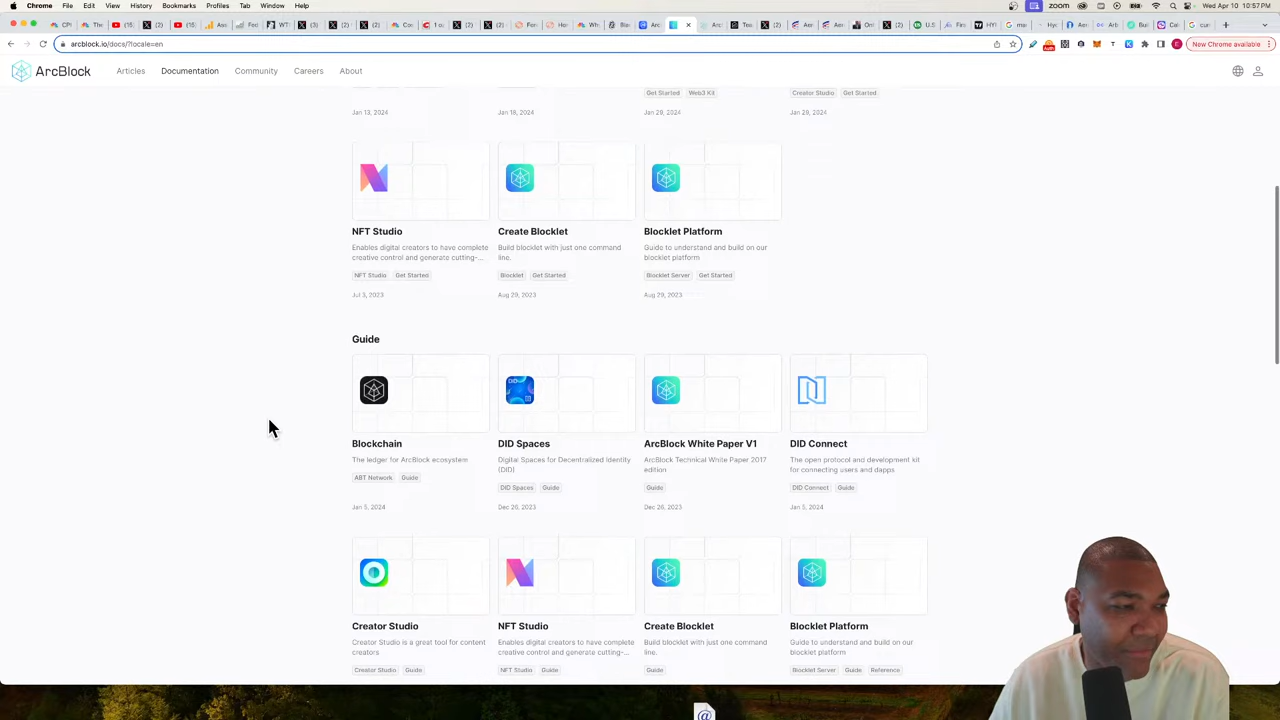 Chrome File Edit View History Bookmarks Profiles Tab Window Help
zoom
Wed Apr 10 10:57PM
arcblock.io/docs/?locale=en
New Chrome available
ArcBlock
Articles Documentation Community Careers About
Get Started Web3 Kit
Creator Studio Get Started
Jan 13, 2024
Jan 18, 2024
Jan 28, 2024
Jan 28, 2024
NFT Studio
Enables digital creators to have complete
creative control and generate cutting-...
NFT Studio Get Started
Jul 3, 2023
Create Blocklet
Build blocklet with just one command
line.
Blocklet Get Started
Aug 29, 2023
Blocklet Platform
Guide to understand and build on our
blocklet platform
Blocklet Server Get Started
Aug 29, 2023
Guide
Blockchain
The ledger for ArcBlock ecosystem
ABT Network Guide
Jan 5, 2024
DID Spaces
Digital Spaces for Decentralized Identity
(DID)
DID Spaces Guide
Dec 26, 2023
ArcBlock White Paper V1
ArcBlock Technical White Paper 2017
edition
Guide
Dec 26, 2023
DID Connect
The open protocol and development kit
for connecting users and dapps
DID Connect Guide
Jan 5, 2024
Creator Studio
Creator Studio is a great tool for content
creators
Creator Studio Guide
NFT Studio
Enables digital creators to have complete
creative control and generate cutting-...
NFT Studio Guide
Create Blocklet
Build blocklet with just one command
line.
Guide
Blocklet Platform
Guide to understand and build on our
blocklet platform
Blocklet Server Guide Reference